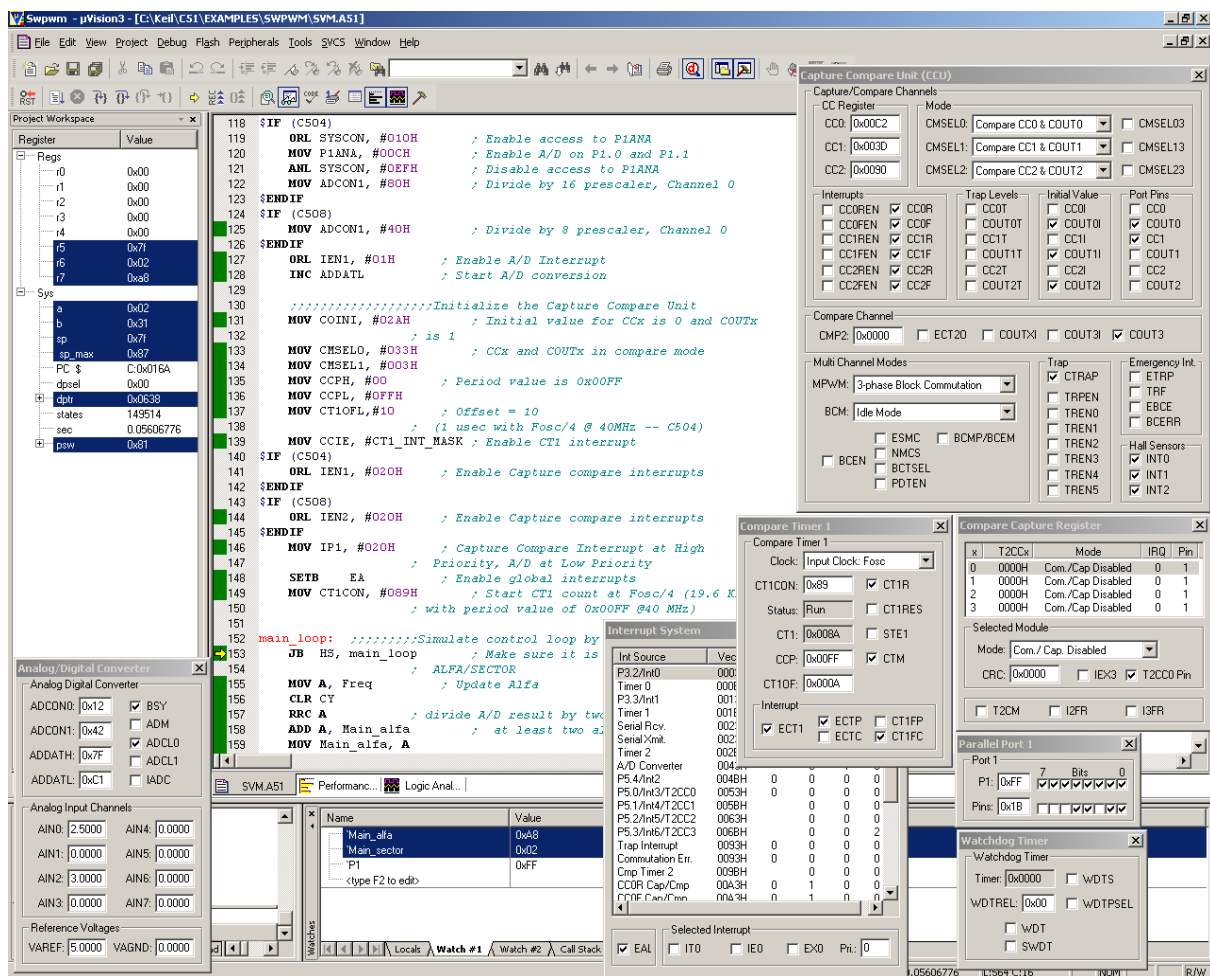 Swpwm - µVision3 - [C:\Keil\C51\EXAMPLES\SWPWM\SVM.A51]
File Edit View Project Debug Flash Peripherals Tools SVCS Window Help
Project Workspace
Register Value
Regs
r0 0x00
r1 0x00
r2 0x00
r3 0x00
r4 0x00
r5 0x7f
r6 0x02
r7 0xa8
Sys
a 0x02
b 0x31
sp 0x7f
sp_max 0x87
PC $ C:0x016A
dpsel 0x00
dptr 0x0638
states 149514
sec 0.05606776
psw 0x81
118 $IF (C504)
119 ORL SYSCON, #010H ; Enable access to P1ANA
120 MOV P1ANA, #00CH ; Enable A/D on P1.0 and P1.1
121 ANL SYSCON, #0EFH ; Disable access to P1ANA
122 MOV ADCON1, #80H ; Divide by 16 prescaler, Channel 0
123 $ENDIF
124 $IF (C508)
125 MOV ADCON1, #40H ; Divide by 8 prescaler, Channel 0
126 $ENDIF
127 ORL IEN1, #01H ; Enable A/D Interrupt
128 INC ADDATL ; Start A/D conversion
129
130 ;;;;;;;;;;;;;;;;;;;Initialize the Capture Compare Unit
131 MOV COINI, #02AH ; Initial value for CCx is 0 and COUTx
132 ; is 1
133 MOV CMSEL0, #033H ; CCx and COUTx in compare mode
134 MOV CMSEL1, #003H
135 MOV CCPH, #00 ; Period value is 0x00FF
136 MOV CCPL, #0FFH
137 MOV CT1OFL,#10 ; Offset = 10
138 ; (1 usec with Fosc/4 @ 40MHz -- C504)
139 MOV CCIE, #CT1_INT_MASK ; Enable CT1 interrupt
140 $IF (C504)
141 ORL IEN1, #020H ; Enable Capture compare interrupts
142 $ENDIF
143 $IF (C508)
144 ORL IEN2, #020H ; Enable Capture compare interrupts
145 $ENDIF
146 MOV IP1, #020H ; Capture Compare Interrupt at High
147 ; Priority, A/D at Low Priority
148 SETB EA ; Enable global interrupts
149 MOV CT1CON, #089H ; Start CT1 count at Fosc/4 (19.6 K
150 ; with period value of 0x00FF @40 MHz)
151
152 main_loop: ;;;;;;;;;Simulate control loop by
153 JB HS, main_loop ; Make sure it is
154 ; ALFA/SECTOR
155 MOV A, Freq ; Update Alfa
156 CLR CY
157 RRC A ; divide A/D result by two
158 ADD A, Main_alfa ; at least two al
159 MOV Main_alfa, A
SVM.A51 Performanc... Logic Anal...
Capture Compare Unit (CCU)
Capture/Compare Channels
CC Register Mode
CC0: 0x00C2 CMSEL0: Compare CC0 & COUT0 CMSEL03
CC1: 0x003D CMSEL1: Compare CC1 & COUT1 CMSEL13
CC2: 0x0090 CMSEL2: Compare CC2 & COUT2 CMSEL23
Interrupts Trap Levels Initial Value Port Pins
CC0REN CC0R CC0T CC0I CC0
CC0FEN CC0F COUT0T COUT0I COUT0
CC1REN CC1R CC1T CC1I CC1
CC1FEN CC1F COUT1T COUT1I COUT1
CC2REN CC2R CC2T CC2I CC2
CC2FEN CC2F COUT2T COUT2I COUT2
Compare Channel
CMP2: 0x0000 ECT20 COUTXI COUT3I COUT3
Multi Channel Modes Trap Emergency Int.
MPWM: 3-phase Block Commutation
BCM: Idle Mode
ESMC BCMP/BCEM
BCEN NMCS
BCTSEL
PDTEN
CTRAP
TRPEN
TREN0
TREN1
TREN2
TREN3
TREN4
TREN5
ETRP
TRF
EBCE
BCERR
Hall Sensors
INT0
INT1
INT2
Compare Timer 1
Compare Timer 1
Clock: Input Clock: Fosc
CT1CON: 0x89 CT1R
Status: Run CT1RES
CT1: 0x008A STE1
CCP: 0x00FF CTM
CT1OF: 0x000A
Interrupt
ECT1 ECTP CT1FP
ECTC CT1FC
Compare Capture Register
x T2CCx Mode IRQ Pin
0 0000H Com./Cap Disabled 0 1
1 0000H Com./Cap Disabled 0 1
2 0000H Com./Cap Disabled 0 1
3 0000H Com./Cap Disabled 0 1
Selected Module
Mode: Com./ Cap. Disabled
CRC: 0x0000 IEX3 T2CC0 Pin
T2CM I2FR I3FR
Interrupt System
Int Source Vec
P3.2/Int0
Timer 0
P3.3/Int1
Timer 1
Serial Rcv.
Serial Xmit.
Timer 2
A/D Converter
P5.4/Int2 004BH 0 0 0 0
P5.0/Int3/T2CC0 0053H 0 0 0 0
P5.1/Int4/T2CC1 005BH 0 0 0
P5.2/Int5/T2CC2 0063H 0 0 0
P5.3/Int6/T2CC3 006BH 0 0 2
Trap Interrupt 0093H 0 0 0 0
Commutation Err. 0093H 0 0 0 0
Cmp Timer 2 009BH 0 0 0
CC0R Cap/Cmp 00A3H 0 1 0 0
CC0F Cap/Cmp 00A3H 0 1 0 0
Selected Interrupt
EAL IT0 IE0 EX0 Pri.: 0
Parallel Port 1
Port 1
P1: 0xFF 7 Bits 0
Pins: 0x1B
Watchdog Timer
Watchdog Timer
Timer: 0x0000 WDTS
WDTREL: 0x00 WDTPSEL
WDT
SWDT
Analog/Digital Converter
Analog Digital Converter
ADCON0: 0x12 BSY
ADCON1: 0x42 ADM
ADCL0
ADDATH: 0x7F ADCL1
ADDATL: 0xC1 IADC
Analog Input Channels
AIN0: 2.5000 AIN4: 0.0000
AIN1: 0.0000 AIN5: 0.0000
AIN2: 3.0000 AIN6: 0.0000
AIN3: 0.0000 AIN7: 0.0000
Reference Voltages
VAREF: 5.0000 VAGND: 0.0000
Name Value
`Main_alfa 0xA8
`Main_sector 0x02
`P1 0xFF
<type F2 to edit>
Watches
Locals Watch #1 Watch #2 Call Stack
0.05606776 L:564 C:16 NUM R/W